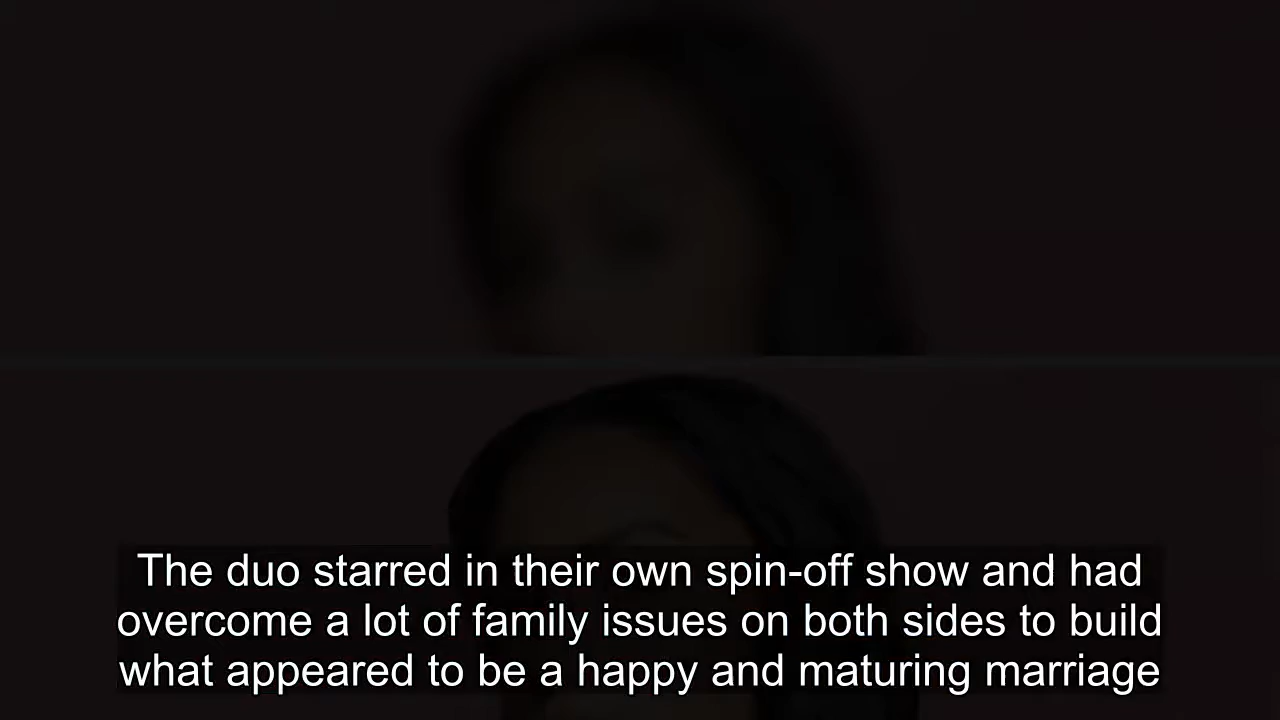 The duo starred in their own spin-off show and had
overcome a lot of family issues on both sides to build
what appeared to be a happy and maturing marriage